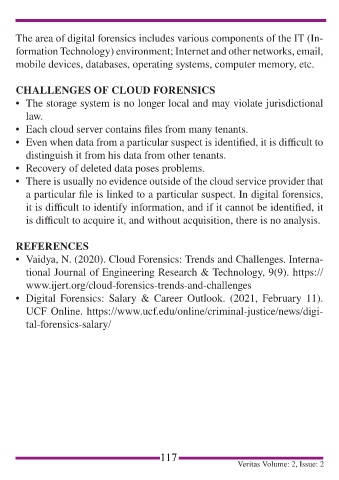 The area of digital forensics includes various components of the IT (In-
formation Technology) environment; Internet and other networks, email,
mobile devices, databases, operating systems, computer memory, etc.
CHALLENGES OF CLOUD FORENSICS
• The storage system is no longer local and may violate jurisdictional
law.
• Each cloud server contains files from many tenants.
• Even when data from a particular suspect is identified, it is difficult to
distinguish it from his data from other tenants.
• Recovery of deleted data poses problems.
• There is usually no evidence outside of the cloud service provider that
a particular file is linked to a particular suspect. In digital forensics,
it is difficult to identify information, and if it cannot be identified, it
is difficult to acquire it, and without acquisition, there is no analysis.
REFERENCES
• Vaidya, N. (2020). Cloud Forensics: Trends and Challenges. Interna-
tional Journal of Engineering Research & Technology, 9(9). https://
www.ijert.org/cloud-forensics-trends-and-challenges
• Digital Forensics: Salary & Career Outlook. (2021, February 11).
UCF Online. https://www.ucf.edu/online/criminal-justice/news/digi-
tal-forensics-salary/
117
Veritas Volume: 2, Issue: 2